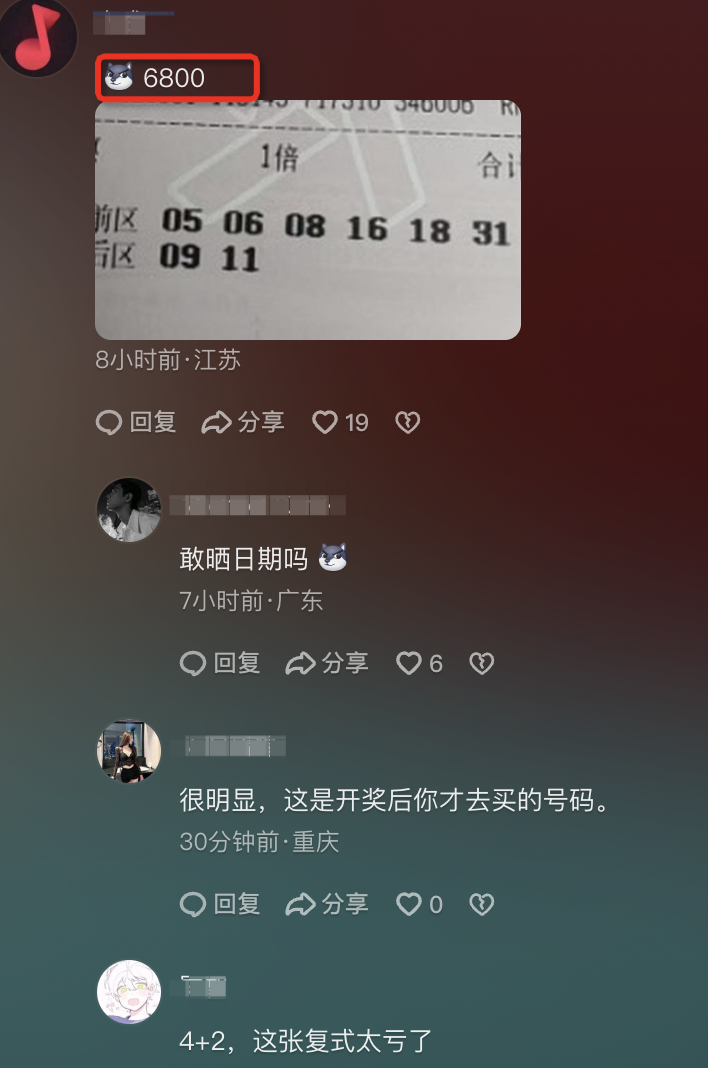 6800
1倍
合计
前区 05 06 08 16 18 31
后区 09 11
8小时前·江苏
回复 分享 19
敢晒日期吗
7小时前·广东
回复 分享 6
很明显，这是开奖后你才去买的号码。
30分钟前·重庆
回复 分享 0
4+2，这张复式太亏了